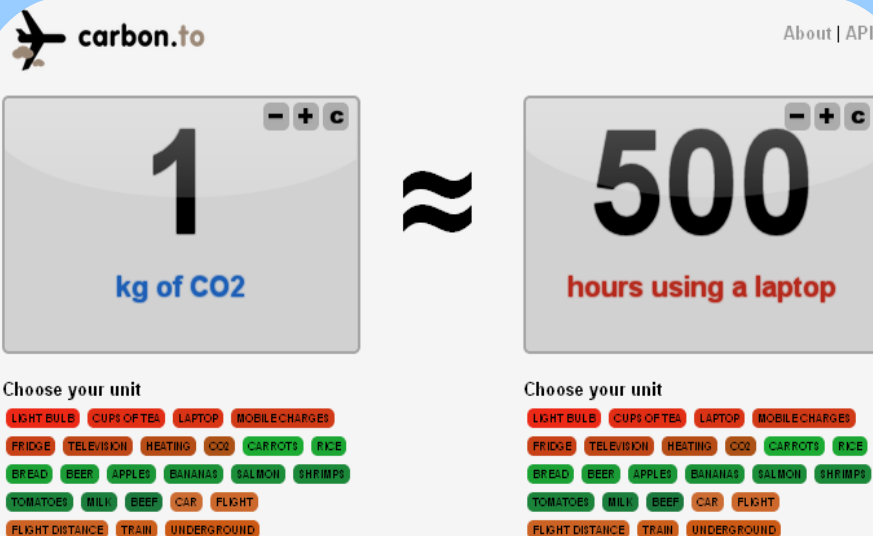 carbon.to
About | API
- + c
1
kg of CO2
≈
- + c
500
hours using a laptop
Choose your unit
LIGHT BULB CUPS OF TEA LAPTOP MOBILE CHARGES
FRIDGE TELEVISION HEATING CO2 CARROTS RICE
BREAD BEER APPLES BANANAS SALMON SHRIMPS
TOMATOES MILK BEEF CAR FLIGHT
FLIGHT DISTANCE TRAIN UNDERGROUND
Choose your unit
LIGHT BULB CUPS OF TEA LAPTOP MOBILE CHARGES
FRIDGE TELEVISION HEATING CO2 CARROTS RICE
BREAD BEER APPLES BANANAS SALMON SHRIMPS
TOMATOES MILK BEEF CAR FLIGHT
FLIGHT DISTANCE TRAIN UNDERGROUND